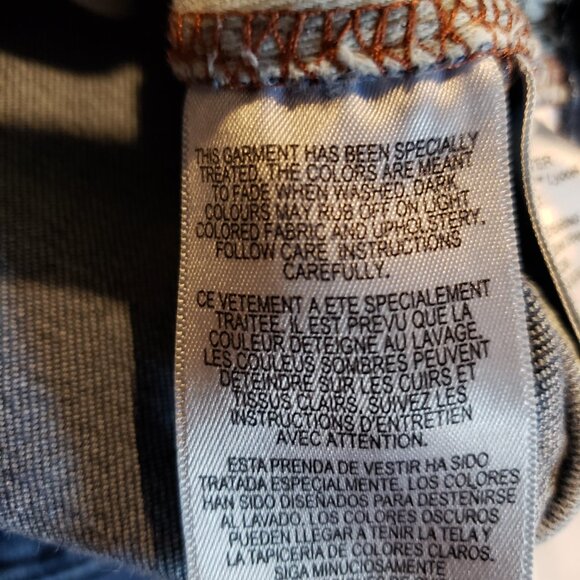 THIS GARMENT HAS BEEN SPECIALLY
TREATED. THE COLORS ARE MEANT
TO FADE WHEN WASHED. DARK
COLOURS MAY RUB OFF ON LIGHT
COLORED FABRIC AND UPHOLSTERY.
FOLLOW CARE INSTRUCTIONS
CAREFULLY.
CE VETEMENT A ETE SPECIALEMENT
TRAITEE. IL EST PREVU QUE LA
COULEUR DETEIGNE AU LAVAGE.
LES COULEUS SOMBRES PEUVENT
DETEINDRE SUR LES CUIRS ET
TISSUS CLAIRS, SUIVEZ LES
INSTRUCTIONS D'ENTRETIEN
AVEC ATTENTION.
ESTA PRENDA DE VESTIR HA SIDO
TRATADA ESPECIALMENTE. LOS COLORES
HAN SIDO DISEÑADOS PARA DESTENIRSE
AL LAVADO. LOS COLORES OSCUROS
PUEDEN LLEGAR A TENIR LA TELA Y
LA TAPICERIA DE COLORES CLAROS.
SIGA MINUCIOSAMENTE